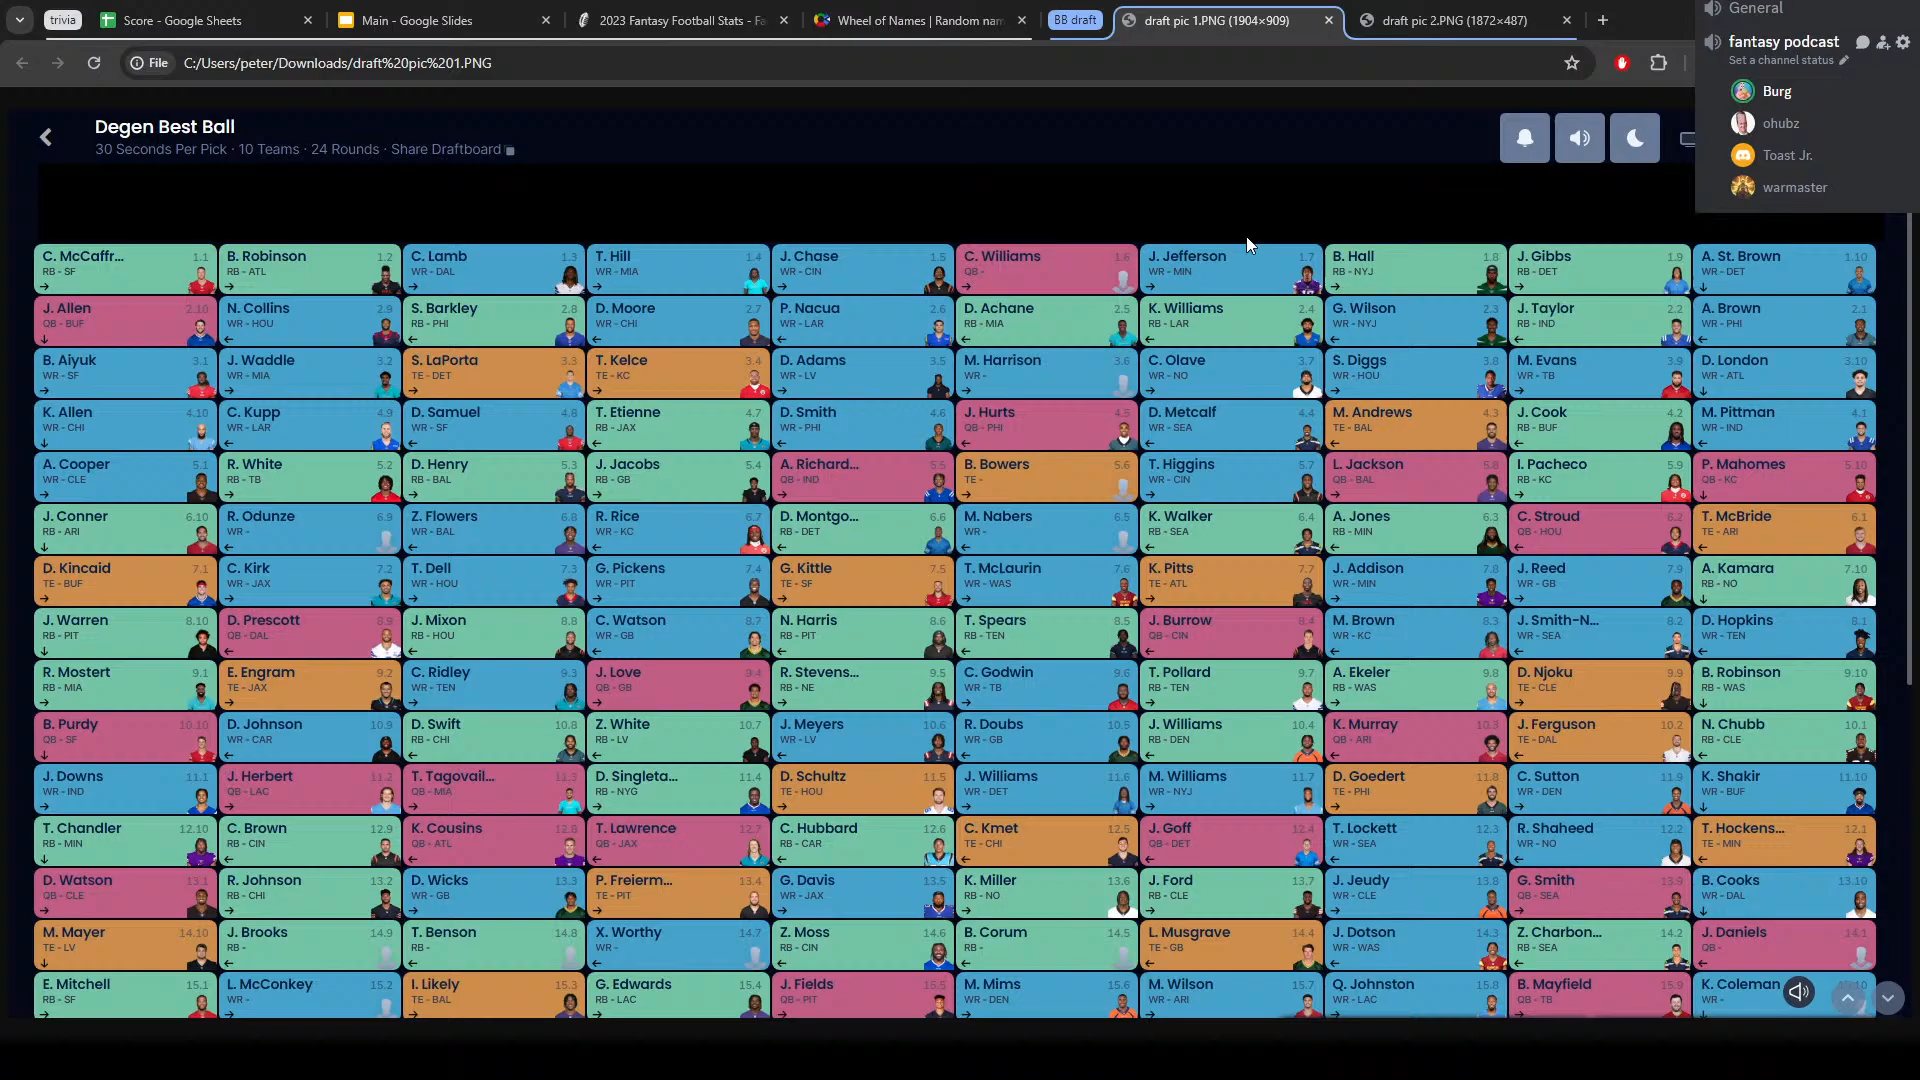 trivia
Score - Google Sheets
Main - Google Slides
2023 Fantasy Football Stats - Fa
Wheel of Names | Random nam
BB draft
draft pic 1.PNG (1904×909)
draft pic 2.PNG (1872×487)
File
C:/Users/peter/Downloads/draft%20pic%201.PNG
General
fantasy podcast
Set a channel status
Burg
ohubz
Toast Jr.
warmaster
Degen Best Ball
30 Seconds Per Pick · 10 Teams · 24 Rounds · Share Draftboard
C. McCaffr... 1.1 B. Robinson 1.2 C. Lamb 1.3 T. Hill 1.4 J. Chase 1.5 C. Williams 1.6 J. Jefferson 1.7 B. Hall 1.8 J. Gibbs 1.9 A. St. Brown 1.10
RB - SF RB - ATL WR - DAL WR - MIA WR - CIN QB - WR - MIN RB - NYJ RB - DET WR - DET
J. Allen 2.10 N. Collins 2.9 S. Barkley 2.8 D. Moore 2.7 P. Nacua 2.6 D. Achane 2.5 K. Williams 2.4 G. Wilson 2.3 J. Taylor 2.2 A. Brown 2.1
QB - BUF WR - HOU RB - PHI WR - CHI WR - LAR RB - MIA RB - LAR WR - NYJ RB - IND WR - PHI
B. Aiyuk 3.1 J. Waddle 3.2 S. LaPorta 3.3 T. Kelce 3.4 D. Adams 3.5 M. Harrison 3.6 C. Olave 3.7 S. Diggs 3.8 M. Evans 3.9 D. London 3.10
WR - SF WR - MIA TE - DET TE - KC WR - LV WR - WR - NO WR - HOU WR - TB WR - ATL
K. Allen 4.10 C. Kupp 4.9 D. Samuel 4.8 T. Etienne 4.7 D. Smith 4.6 J. Hurts 4.5 D. Metcalf 4.4 M. Andrews 4.3 J. Cook 4.2 M. Pittman 4.1
WR - CHI WR - LAR WR - SF RB - JAX WR - PHI QB - PHI WR - SEA TE - BAL RB - BUF WR - IND
A. Cooper 5.1 R. White 5.2 D. Henry 5.3 J. Jacobs 5.4 A. Richard... 5.5 B. Bowers 5.6 T. Higgins 5.7 L. Jackson 5.8 I. Pacheco 5.9 P. Mahomes 5.10
WR - CLE RB - TB RB - BAL RB - GB QB - IND TE - WR - CIN QB - BAL RB - KC QB - KC
J. Conner 6.10 R. Odunze 6.9 Z. Flowers 6.8 R. Rice 6.7 D. Montgo... 6.6 M. Nabers 6.5 K. Walker 6.4 A. Jones 6.3 C. Stroud 6.2 T. McBride 6.1
RB - ARI WR - WR - BAL WR - KC RB - DET WR - RB - SEA RB - MIN QB - HOU TE - ARI
D. Kincaid 7.1 C. Kirk 7.2 T. Dell 7.3 G. Pickens 7.4 G. Kittle 7.5 T. McLaurin 7.6 K. Pitts 7.7 J. Addison 7.8 J. Reed 7.9 A. Kamara 7.10
TE - BUF WR - JAX WR - HOU WR - PIT TE - SF WR - WAS TE - ATL WR - MIN WR - GB RB - NO
J. Warren 8.10 D. Prescott 8.9 J. Mixon 8.8 C. Watson 8.7 N. Harris 8.6 T. Spears 8.5 J. Burrow 8.4 M. Brown 8.3 J. Smith-N... 8.2 D. Hopkins 8.1
RB - PIT QB - DAL RB - HOU WR - GB RB - PIT RB - TEN QB - CIN WR - KC WR - SEA WR - TEN
R. Mostert 9.1 E. Engram 9.2 C. Ridley 9.3 J. Love 9.4 R. Stevens... 9.5 C. Godwin 9.6 T. Pollard 9.7 A. Ekeler 9.8 D. Njoku 9.9 B. Robinson 9.10
RB - MIA TE - JAX WR - TEN QB - GB RB - NE WR - TB RB - TEN RB - WAS TE - CLE RB - WAS
B. Purdy 10.10 D. Johnson 10.9 D. Swift 10.8 Z. White 10.7 J. Meyers 10.6 R. Doubs 10.5 J. Williams 10.4 K. Murray 10.3 J. Ferguson 10.2 N. Chubb 10.1
QB - SF WR - CAR RB - CHI RB - LV WR - LV WR - GB RB - DEN QB - ARI TE - DAL RB - CLE
J. Downs 11.1 J. Herbert 11.2 T. Tagovail... 11.3 D. Singleta... 11.4 D. Schultz 11.5 J. Williams 11.6 M. Williams 11.7 D. Goedert 11.8 C. Sutton 11.9 K. Shakir 11.10
WR - IND QB - LAC QB - MIA RB - NYG TE - HOU WR - DET WR - NYJ TE - PHI WR - DEN WR - BUF
T. Chandler 12.10 C. Brown 12.9 K. Cousins 12.8 T. Lawrence 12.7 C. Hubbard 12.6 C. Kmet 12.5 J. Goff 12.4 T. Lockett 12.3 R. Shaheed 12.2 T. Hockens... 12.1
RB - MIN RB - CIN QB - ATL QB - JAX RB - CAR TE - CHI QB - DET WR - SEA WR - NO TE - MIN
D. Watson 13.1 R. Johnson 13.2 D. Wicks 13.3 P. Freierm... 13.4 G. Davis 13.5 K. Miller 13.6 J. Ford 13.7 J. Jeudy 13.8 G. Smith 13.9 B. Cooks 13.10
QB - CLE RB - CHI WR - GB TE - PIT WR - JAX RB - NO RB - CLE WR - CLE QB - SEA WR - DAL
M. Mayer 14.10 J. Brooks 14.9 T. Benson 14.8 X. Worthy 14.7 Z. Moss 14.6 B. Corum 14.5 L. Musgrave 14.4 J. Dotson 14.3 Z. Charbon... 14.2 J. Daniels 14.1
TE - LV RB - RB - WR - RB - CIN RB - TE - GB WR - WAS RB - SEA QB -
E. Mitchell 15.1 L. McConkey 15.2 I. Likely 15.3 G. Edwards 15.4 J. Fields 15.5 M. Mims 15.6 M. Wilson 15.7 Q. Johnston 15.8 B. Mayfield 15.9 K. Coleman
RB - SF WR - TE - BAL RB - LAC QB - PIT WR - DEN WR - ARI WR - LAC QB - TB WR -